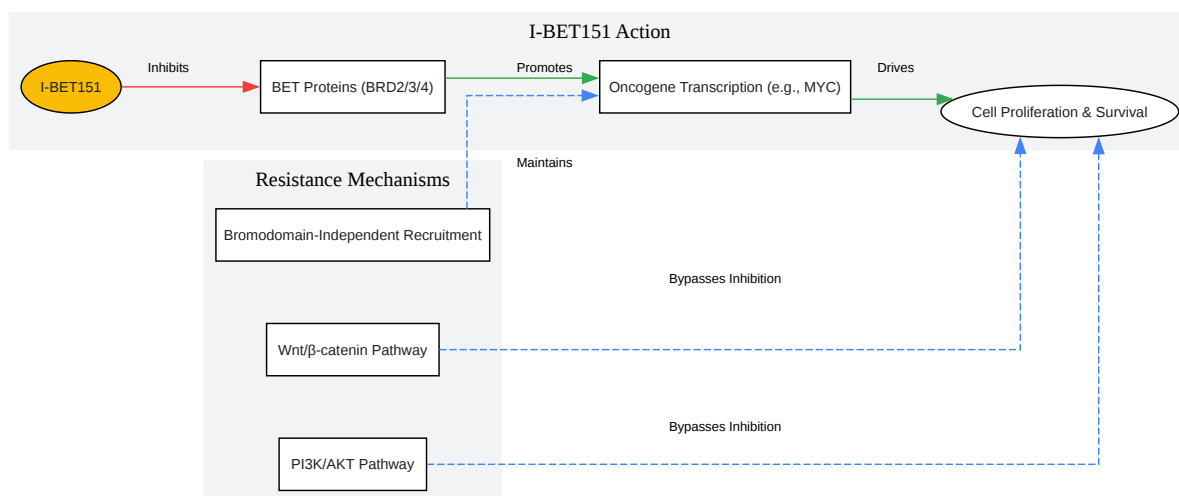 I-BET151 Action
Inhibits
Promotes
Drives
I-BET151
BET Proteins (BRD2/3/4)
Oncogene Transcription (e.g., MYC)
Cell Proliferation & Survival
Maintains
Resistance Mechanisms
Bromodomain-Independent Recruitment
Bypasses Inhibition
Wnt/β-catenin Pathway
Bypasses Inhibition
PI3K/AKT Pathway